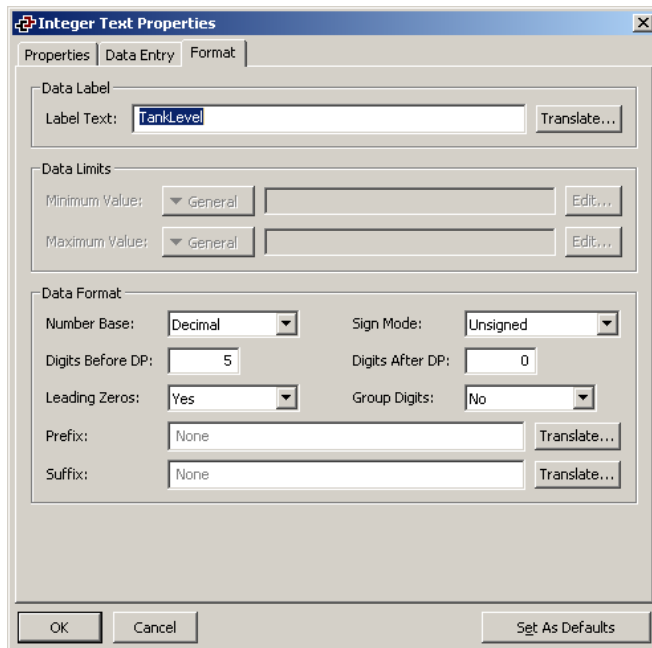 Integer Text Properties
Properties Data Entry Format
Data Label
Label Text: TankLevel Translate...
Data Limits
Minimum Value: General Edit...
Maximum Value: General Edit...
Data Format
Number Base: Decimal Sign Mode: Unsigned
Digits Before DP: 5 Digits After DP: 0
Leading Zeros: Yes Group Digits: No
Prefix: None Translate...
Suffix: None Translate...
OK Cancel Set As Defaults